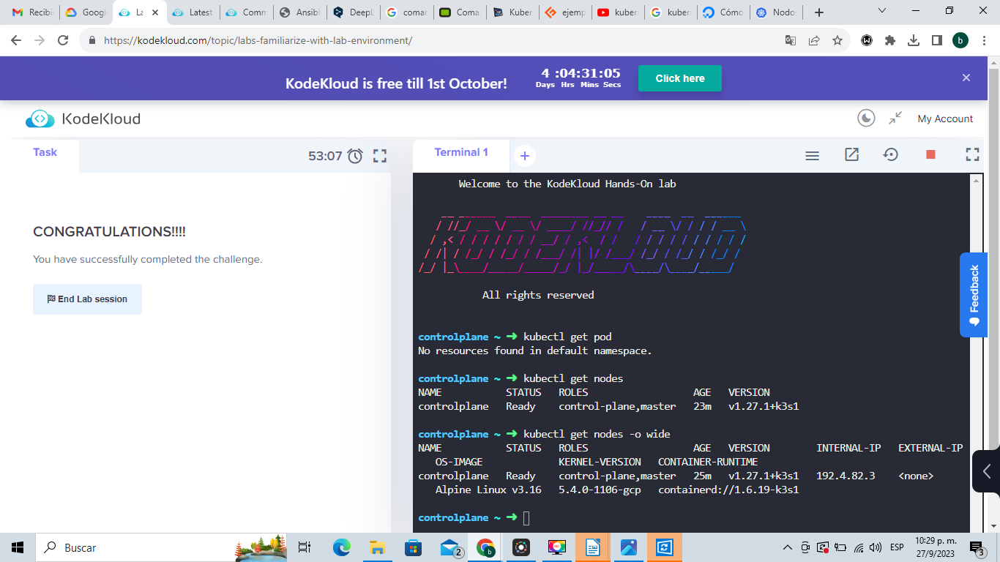 Recibi
Googl
La
Latest
Comm
Ansibl
DeepL
comar
Coma
Kuber
ejemp
kuber
kuber
Cómo
Nodo
https://kodekloud.com/topic/labs-familiarize-with-lab-environment/
b
KodeKloud is free till 1st October!
4 :04:31:05
Days Hrs Mins Secs
Click here
KodeKloud
My Account
Task
53:07
Terminal 1
CONGRATULATIONS!!!!
You have successfully completed the challenge.
End Lab session
Welcome to the KodeKloud Hands-On lab
KODEKLOUD
All rights reserved
controlplane ~ ➜ kubectl get pod
No resources found in default namespace.
controlplane ~ ➜ kubectl get nodes
NAME STATUS ROLES AGE VERSION
controlplane Ready control-plane,master 23m v1.27.1+k3s1
controlplane ~ ➜ kubectl get nodes -o wide
NAME STATUS ROLES AGE VERSION INTERNAL-IP EXTERNAL-IP
OS-IMAGE KERNEL-VERSION CONTAINER-RUNTIME
controlplane Ready control-plane,master 25m v1.27.1+k3s1 192.4.82.3 <none>
Alpine Linux v3.16 5.4.0-1106-gcp containerd://1.6.19-k3s1
controlplane ~ ➜
Feedback
Buscar
2
b
ESP
10:29 p. m.
27/9/2023
3